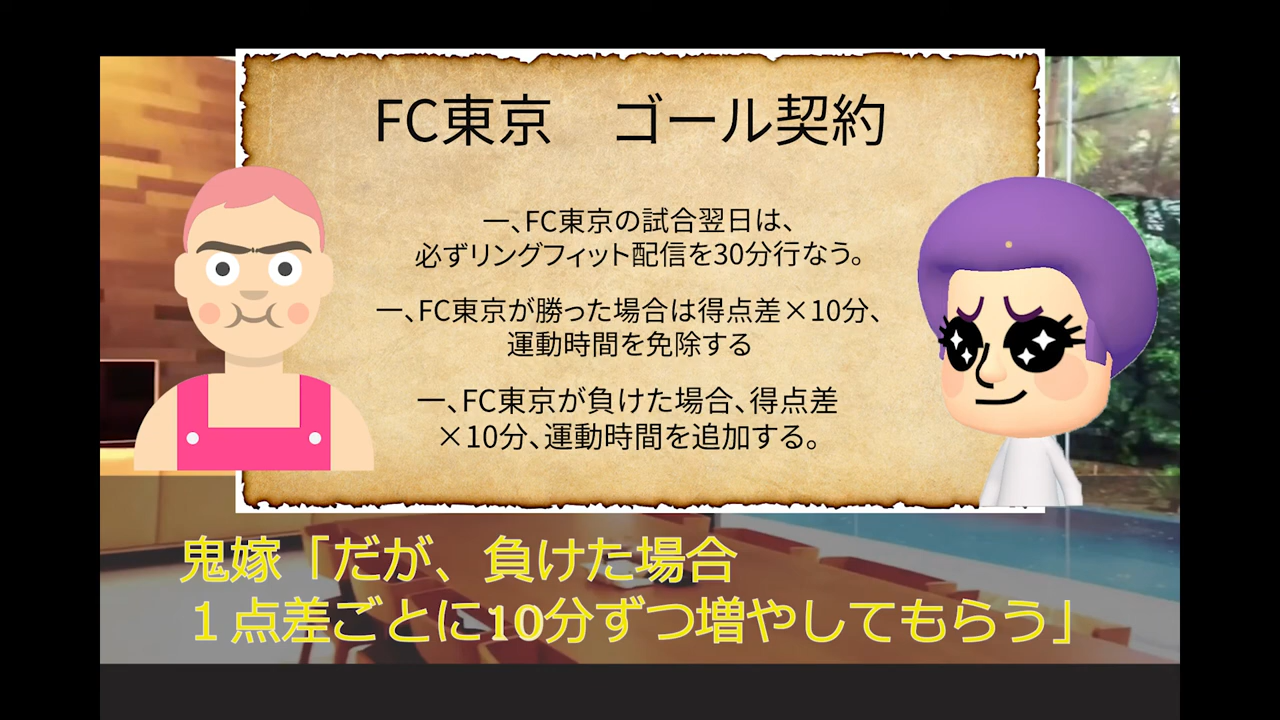 FC東京　ゴール契約
一、FC東京の試合翌日は、
必ずリングフィット配信を30分行なう。
一、FC東京が勝った場合は得点差×10分、
運動時間を免除する
一、FC東京が負けた場合、得点差
×10分、運動時間を追加する。
鬼嫁「だが、負けた場合
１点差ごとに10分ずつ増やしてもらう」